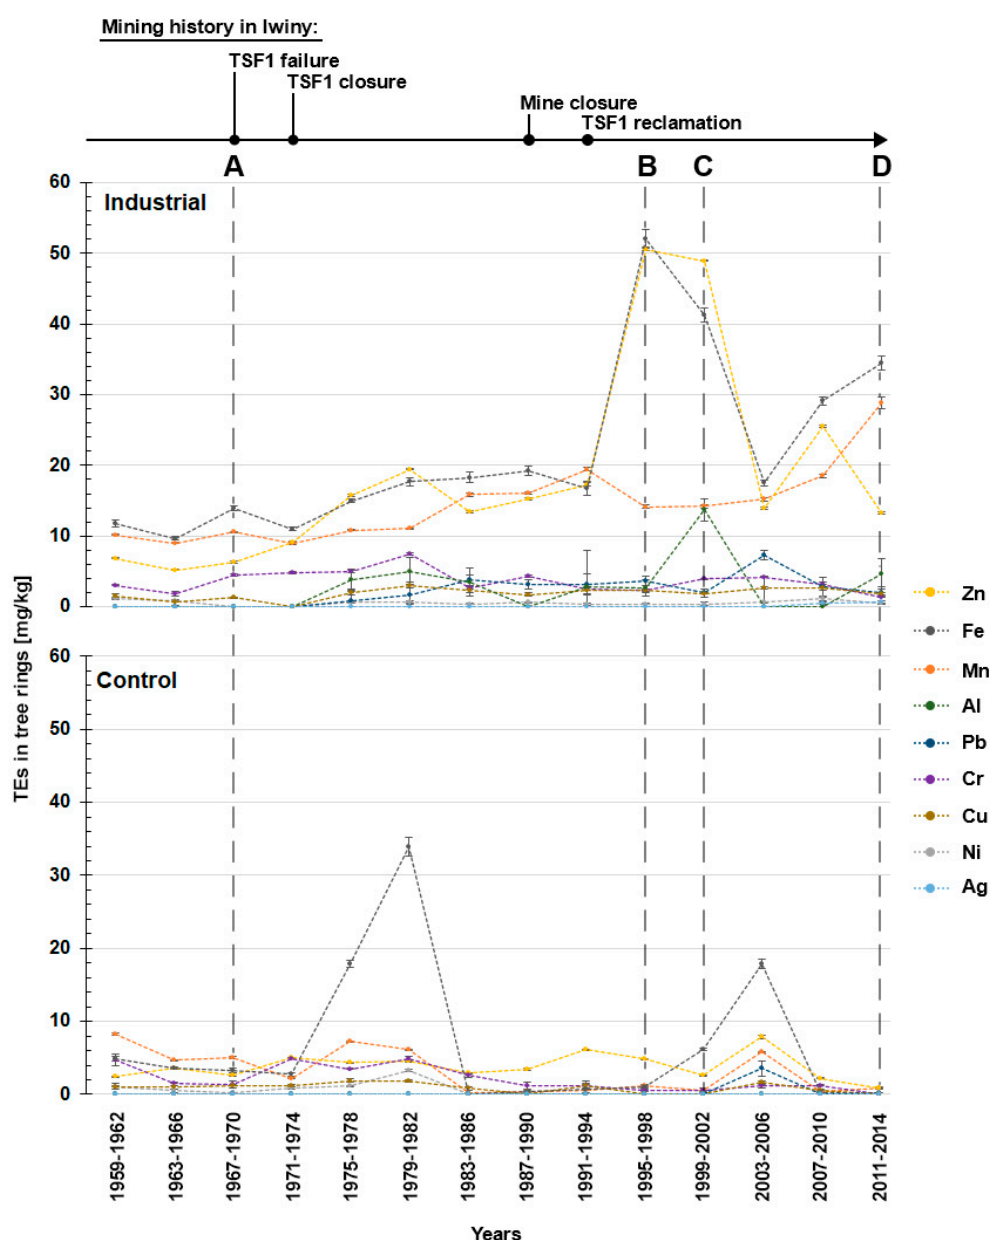 Mining history in Iwiny:
TSF1 failure
TSF1 closure
Mine closure
TSF1 reclamation
A
B
C
D
60
Industrial
50
40
30
20
10
0
60
Control
50
40
30
20
10
0
TEs in tree rings [mg/kg]
Zn
Fe
Mn
Al
Pb
Cr
Cu
Ni
Ag
1959-1962
1963-1966
1967-1970
1971-1974
1975-1978
1979-1982
1983-1986
1987-1990
1991-1994
1995-1998
1999-2002
2003-2006
2007-2010
2011-2014
Years